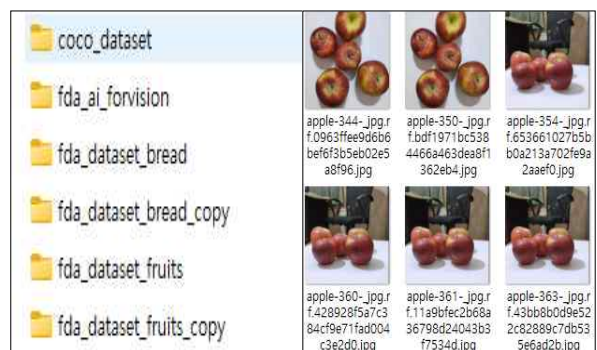 coco_dataset
fda_ai_forvision
fda_dataset_bread
fda_dataset_bread_copy
fda_dataset_fruits
fda_dataset_fruits_copy
apple-344-_jpg.r
f.0963ffee9d6b6
bef6f3b5eb02e5
a8f96.jpg
apple-350-_jpg.r
f.bdf1971bc538
4466a463dea8f1
362eb4.jpg
apple-354-_jpg.r
f.653661027b5b
b0a213a702fe9a
2aaef0.jpg
apple-360-_jpg.r
f.428928f5a7c3
84cf9e71fad004
c3e2d0.jpg
apple-361-_jpg.r
f.11a9bfec2b68a
36798d24043b3
f7534d.jpg
apple-363-_jpg.r
f.43bb8b0d9e52
2c82889c7db53
5e6ad2b.jpg